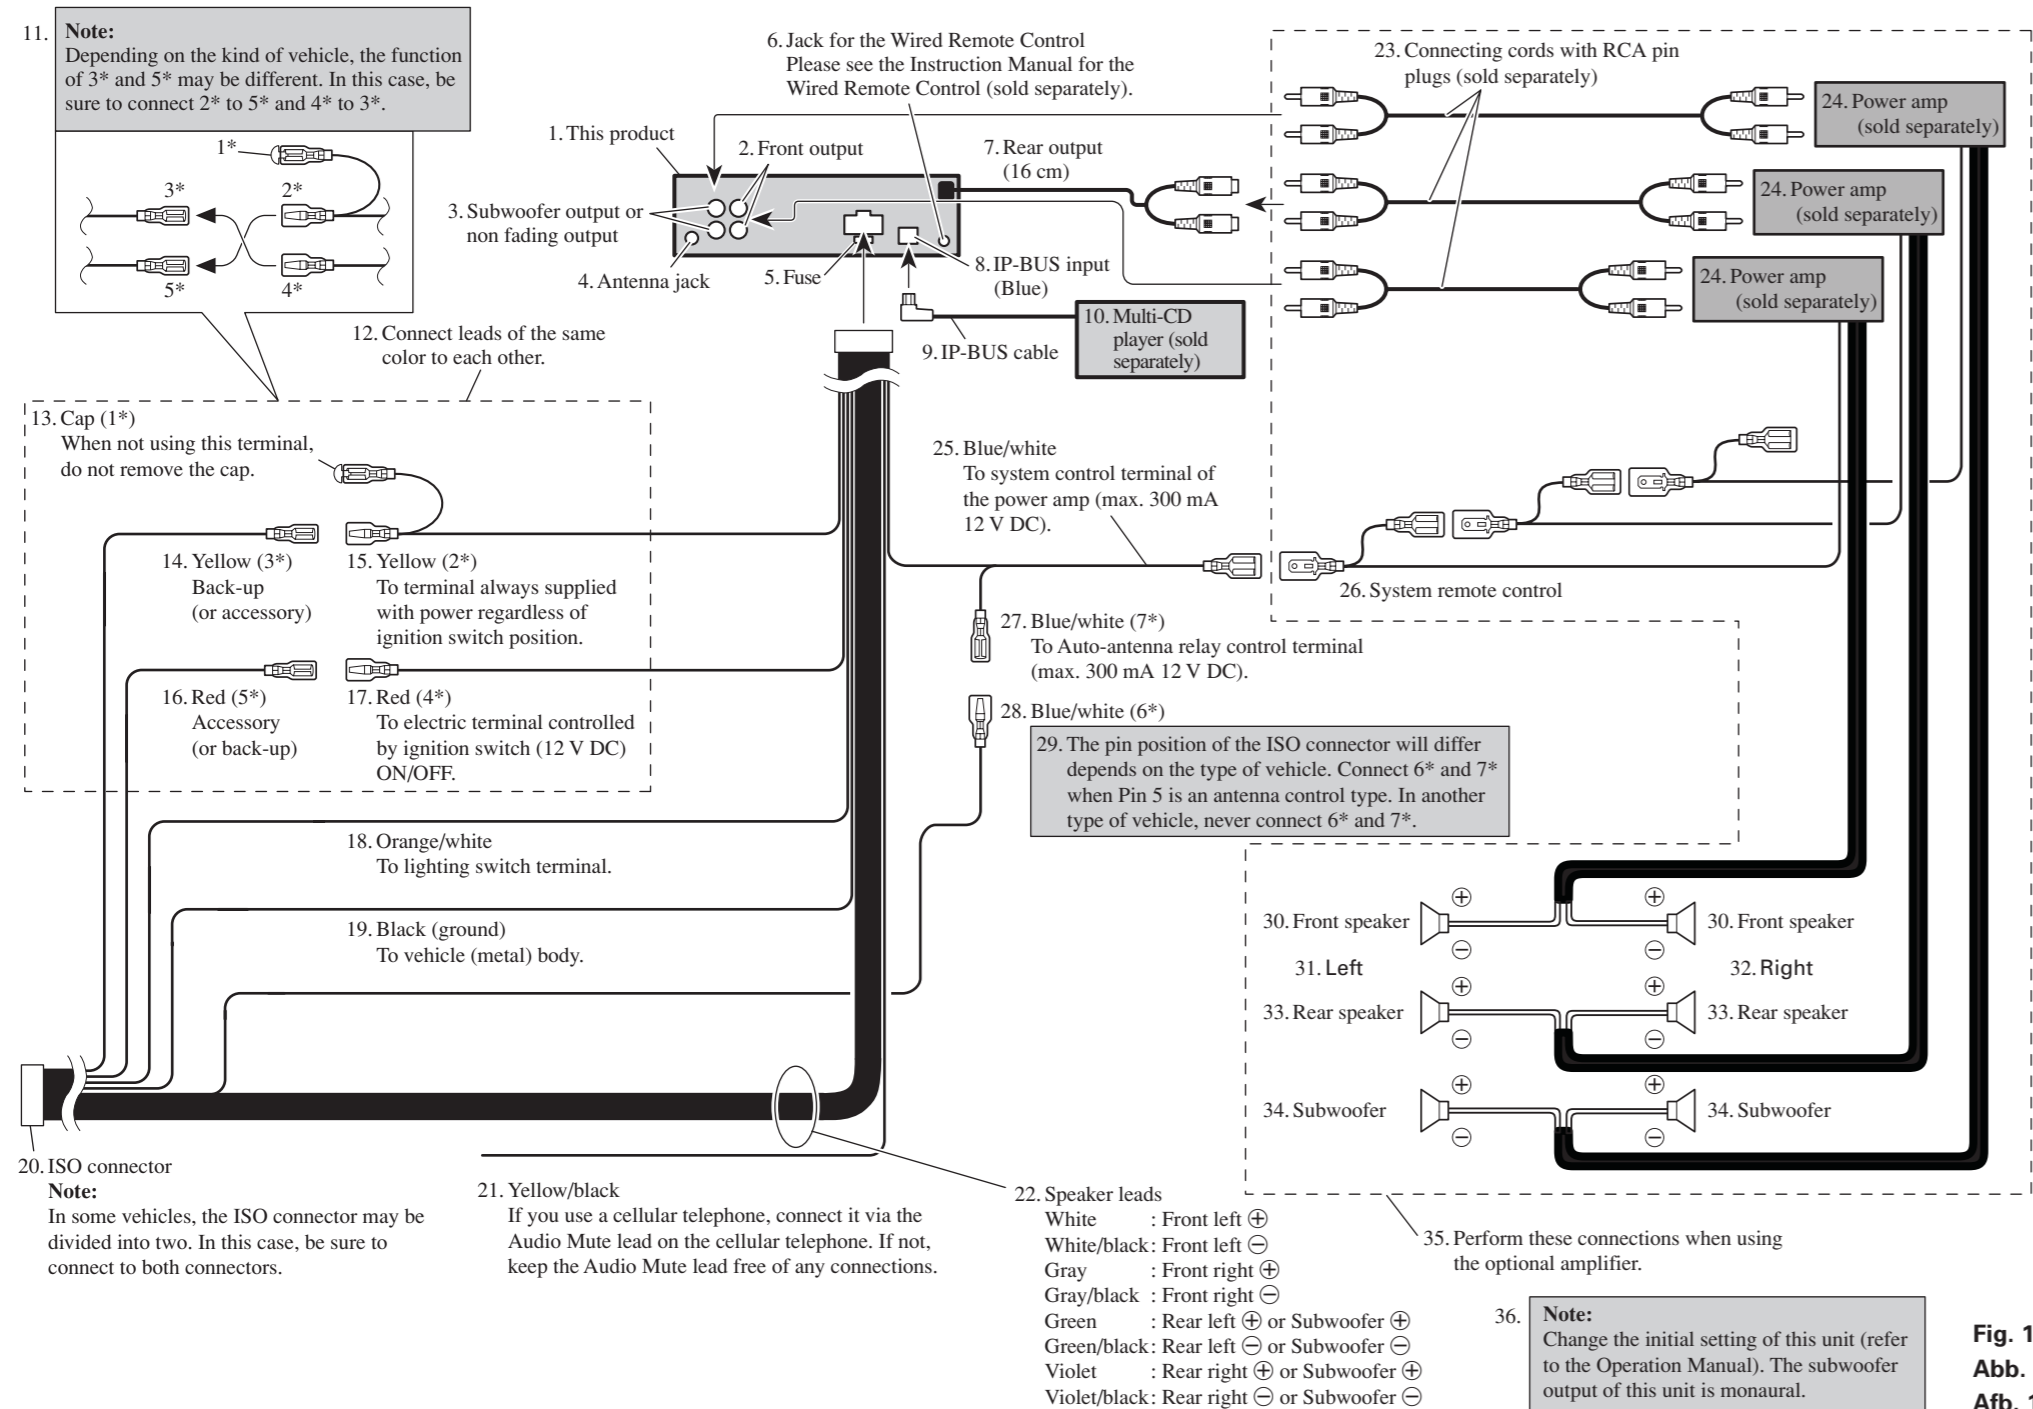 11. Note:
Depending on the kind of vehicle, the function
of 3* and 5* may be different. In this case, be
sure to connect 2* to 5* and 4* to 3*.
1*
3*
2*
5*
4*
6. Jack for the Wired Remote Control
Please see the Instruction Manual for the
Wired Remote Control (sold separately).
1. This product
2. Front output
3. Subwoofer output or
non fading output
4. Antenna jack
5. Fuse
7. Rear output
(16 cm)
8. IP-BUS input
(Blue)
9. IP-BUS cable
10. Multi-CD
player (sold
separately)
23. Connecting cords with RCA pin
plugs (sold separately)
24. Power amp
(sold separately)
24. Power amp
(sold separately)
24. Power amp
(sold separately)
12. Connect leads of the same
color to each other.
13. Cap (1*)
When not using this terminal,
do not remove the cap.
14. Yellow (3*)
Back-up
(or accessory)
15. Yellow (2*)
To terminal always supplied
with power regardless of
ignition switch position.
16. Red (5*)
Accessory
(or back-up)
17. Red (4*)
To electric terminal controlled
by ignition switch (12 V DC)
ON/OFF.
18. Orange/white
To lighting switch terminal.
19. Black (ground)
To vehicle (metal) body.
25. Blue/white
To system control terminal of
the power amp (max. 300 mA
12 V DC).
26. System remote control
27. Blue/white (7*)
To Auto-antenna relay control terminal
(max. 300 mA 12 V DC).
28. Blue/white (6*)
29. The pin position of the ISO connector will differ
depends on the type of vehicle. Connect 6* and 7*
when Pin 5 is an antenna control type. In another
type of vehicle, never connect 6* and 7*.
30. Front speaker
⊕
⊖
⊕
⊖
30. Front speaker
31. Left
32. Right
33. Rear speaker
⊕
⊖
⊕
⊖
33. Rear speaker
34. Subwoofer
⊕
⊖
⊕
⊖
34. Subwoofer
20. ISO connector
Note:
In some vehicles, the ISO connector may be
divided into two. In this case, be sure to
connect to both connectors.
21. Yellow/black
If you use a cellular telephone, connect it via the
Audio Mute lead on the cellular telephone. If not,
keep the Audio Mute lead free of any connections.
22. Speaker leads
White : Front left ⊕
White/black: Front left ⊖
Gray : Front right ⊕
Gray/black : Front right ⊖
Green : Rear left ⊕ or Subwoofer ⊕
Green/black: Rear left ⊖ or Subwoofer ⊖
Violet : Rear right ⊕ or Subwoofer ⊕
Violet/black: Rear right ⊖ or Subwoofer ⊖
35. Perform these connections when using
the optional amplifier.
36. Note:
Change the initial setting of this unit (refer
to the Operation Manual). The subwoofer
output of this unit is monaural.
Fig. 1
Abb.
Afb. 1